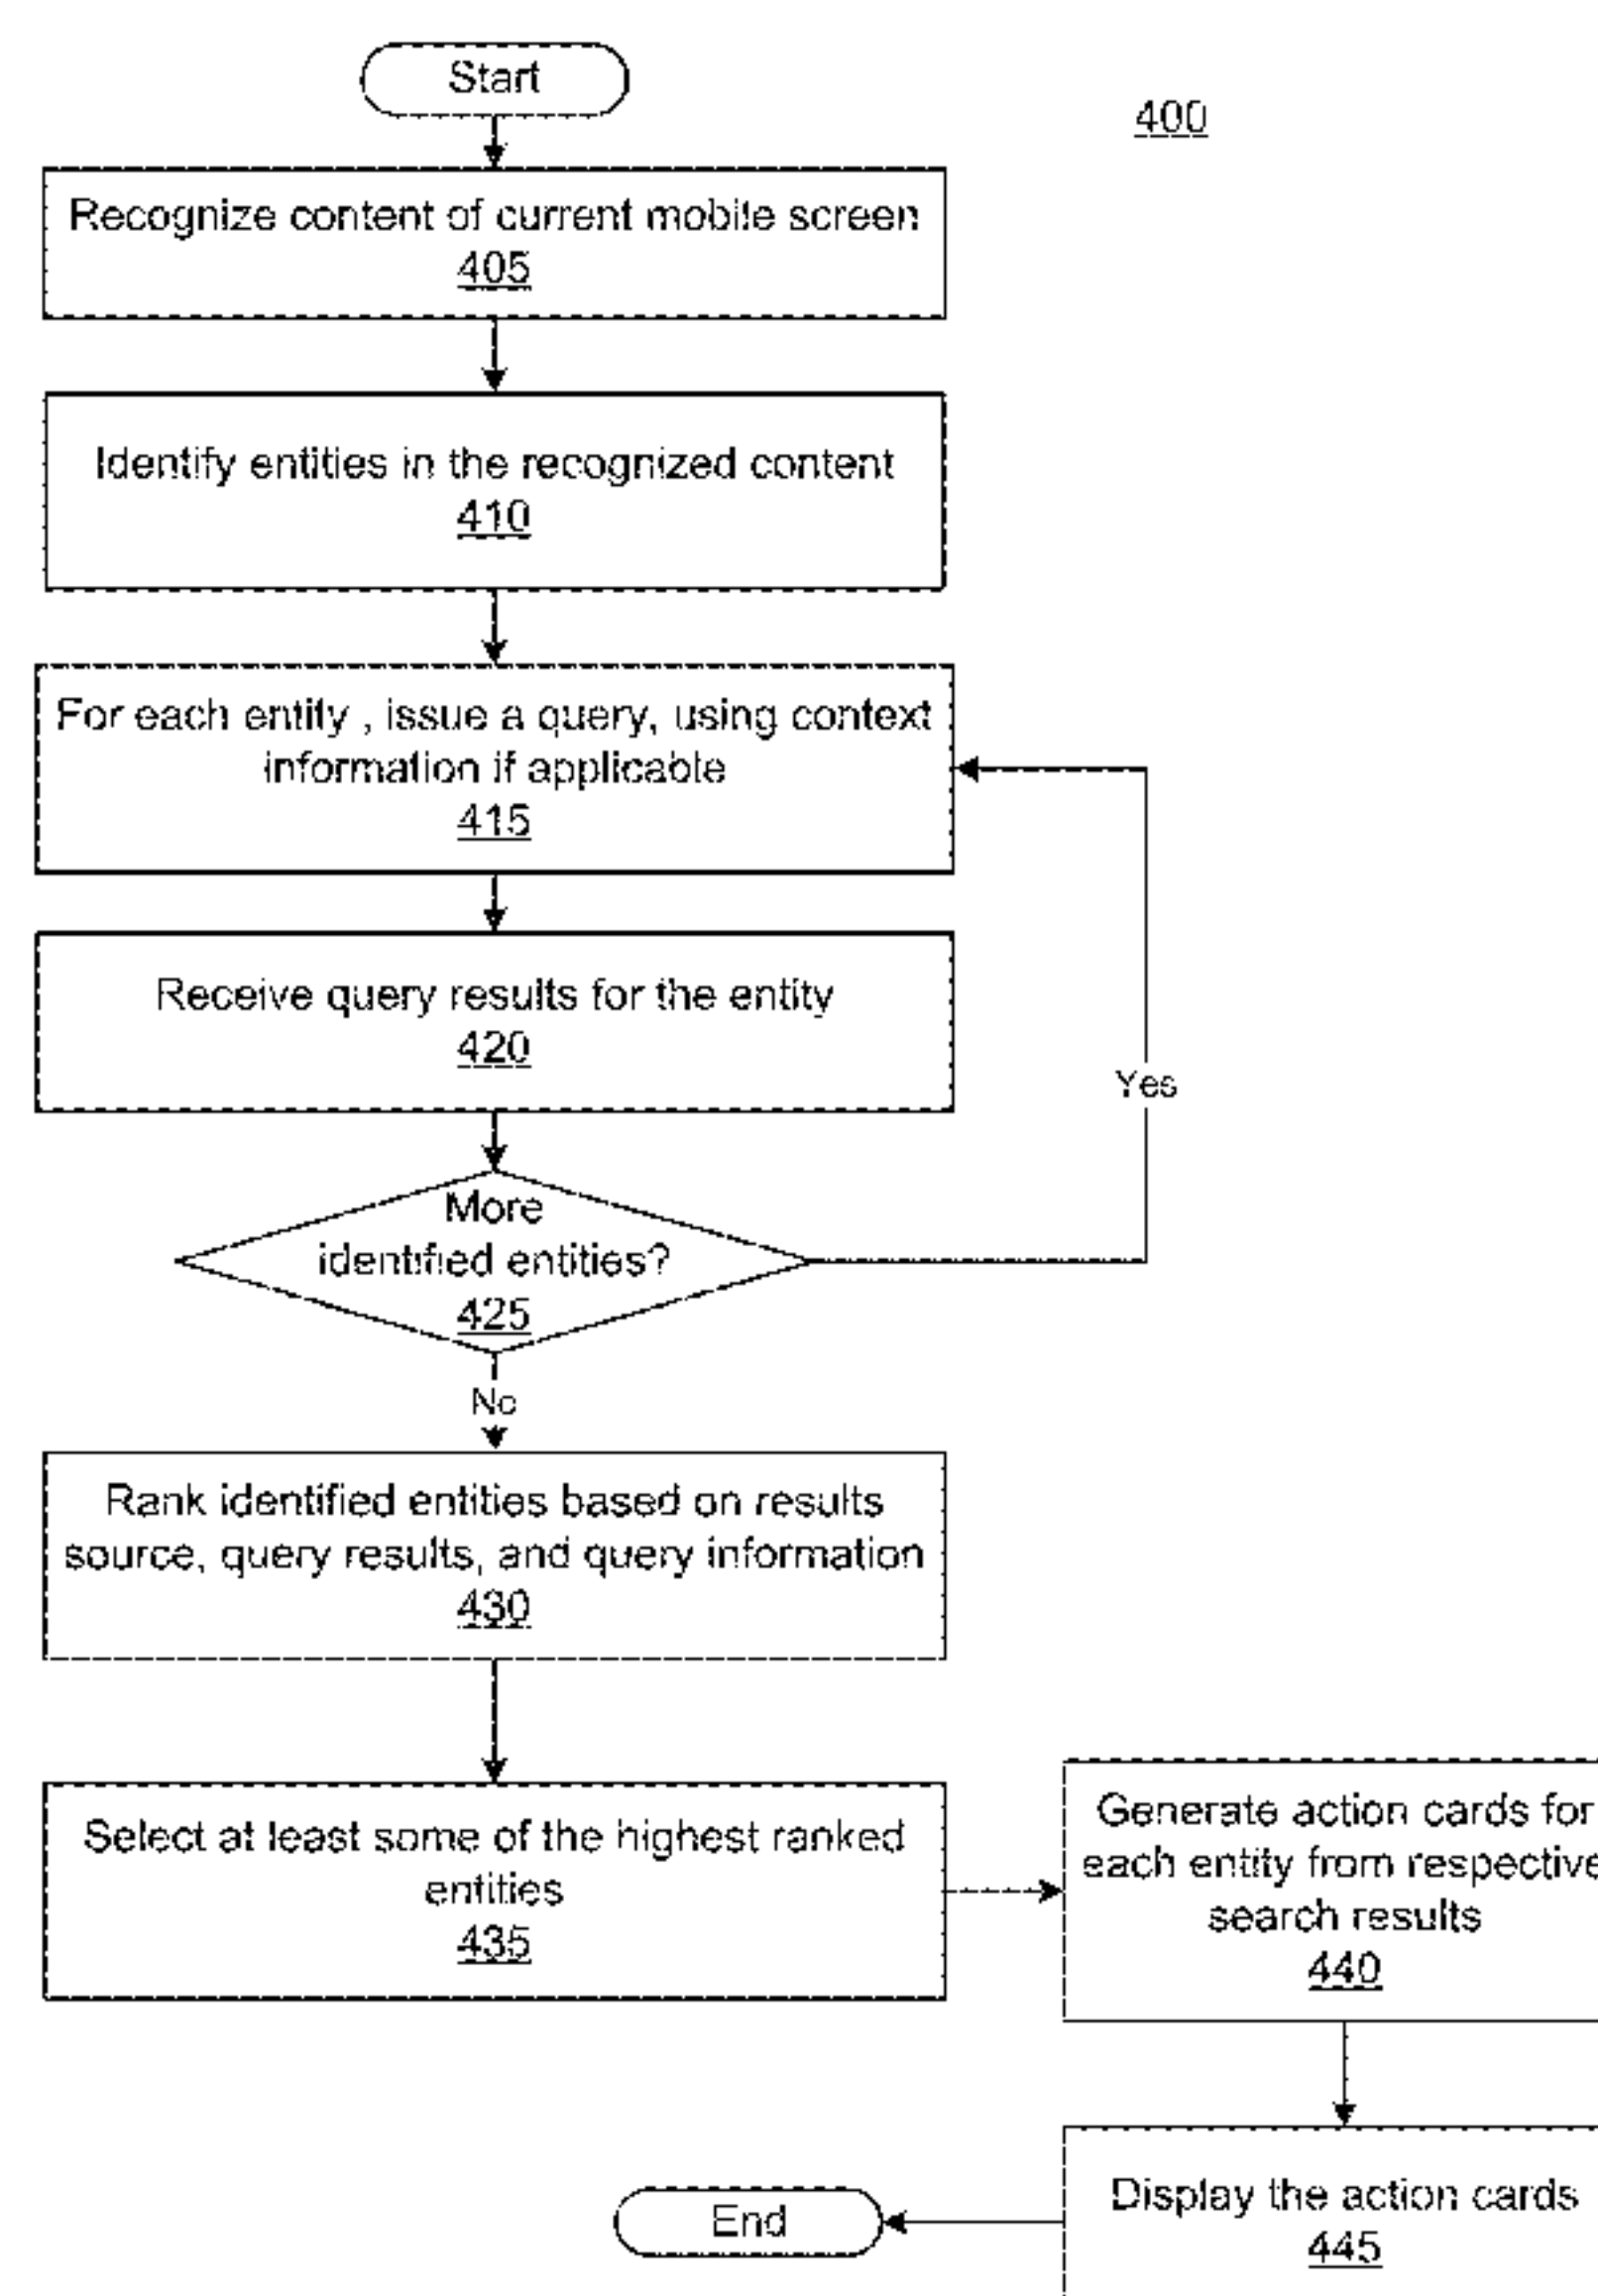 Start
400
Recognize content of current mobile screen
405
Identify entities in the recognized content
410
For each entity , issue a query, using context
information if applicable
415
Receive query results for the entity
420
Yes
More
identified entities?
425
No
Rank identified entities based on results
source, query results, and query information
430
Select at least some of the highest ranked
entities
435
Generate action cards for
each entity from respective
search results
440
Display the action cards
445
End